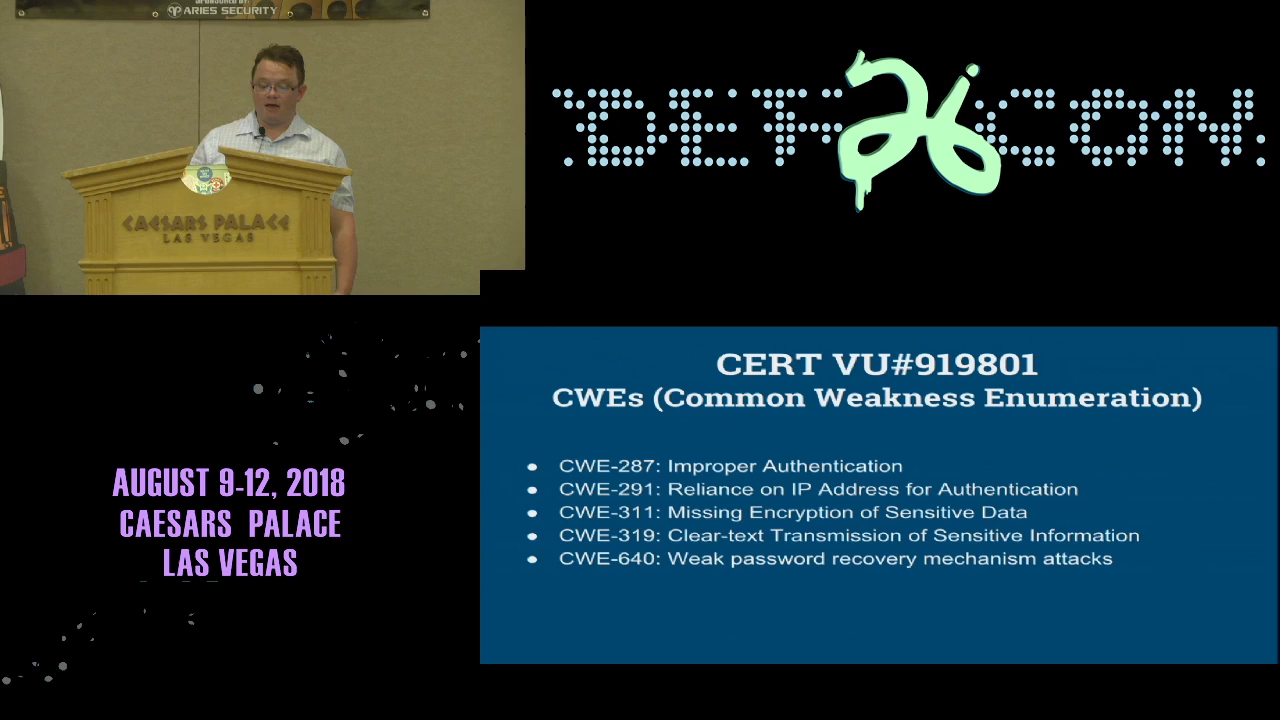 SPONSORED BY
ARIES SECURITY
CAESARS PALACE
LAS VEGAS
DEF 26 CON
AUGUST 9-12, 2018
CAESARS PALACE
LAS VEGAS
CERT VU#919801
CWEs (Common Weakness Enumeration)
• CWE-287: Improper Authentication
• CWE-291: Reliance on IP Address for Authentication
• CWE-311: Missing Encryption of Sensitive Data
• CWE-319: Clear-text Transmission of Sensitive Information
• CWE-640: Weak password recovery mechanism attacks